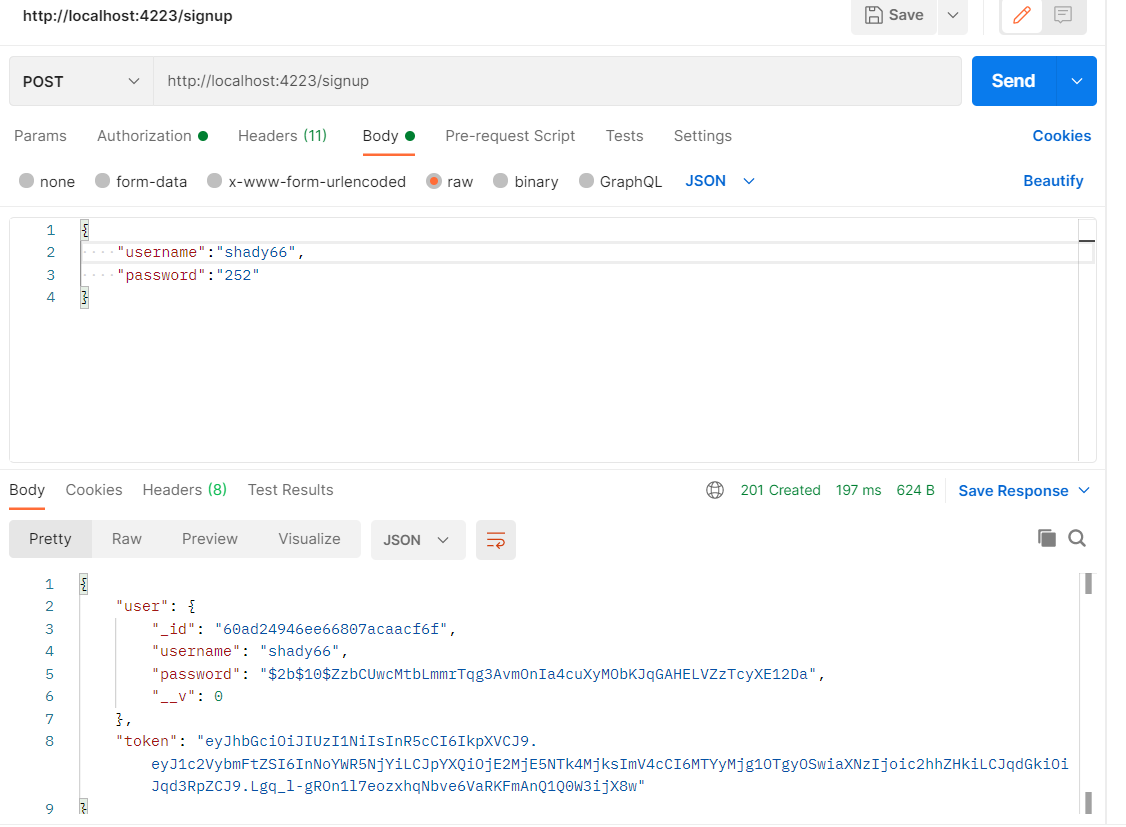 http://localhost:4223/signup
Save
POST
http://localhost:4223/signup
Send
Params Authorization Headers (11) Body Pre-request Script Tests Settings Cookies
none form-data x-www-form-urlencoded raw binary GraphQL JSON Beautify
1 {
2 ····"username":"shady66",
3 ····"password":"252"
4 }
Body Cookies Headers (8) Test Results 201 Created 197 ms 624 B Save Response
Pretty Raw Preview Visualize JSON
1 {
2 "user": {
3 "_id": "60ad24946ee66807acaacf6f",
4 "username": "shady66",
5 "password": "$2b$10$ZzbCUwcMtbLmmrTqg3AvmOnIa4cuXyMObKJqGAHELVZzTcyXE12Da",
6 "__v": 0
7 },
8 "token": "eyJhbGciOiJIUzI1NiIsInR5cCI6IkpXVCJ9.
eyJ1c2VybmFtZSI6InNoYWR5NjYiLCJpYXQiOjE2MjE5NTk4MjksImV4cCI6MTYyMjg1OTgyOSwiaXNzIjoic2hhZHkiLCJqdGkiOi
Jqd3RpZCJ9.Lgq_l-gROn1l7eozxhqNbve6VaRKFmAnQ1Q0W3ijX8w"
9 }